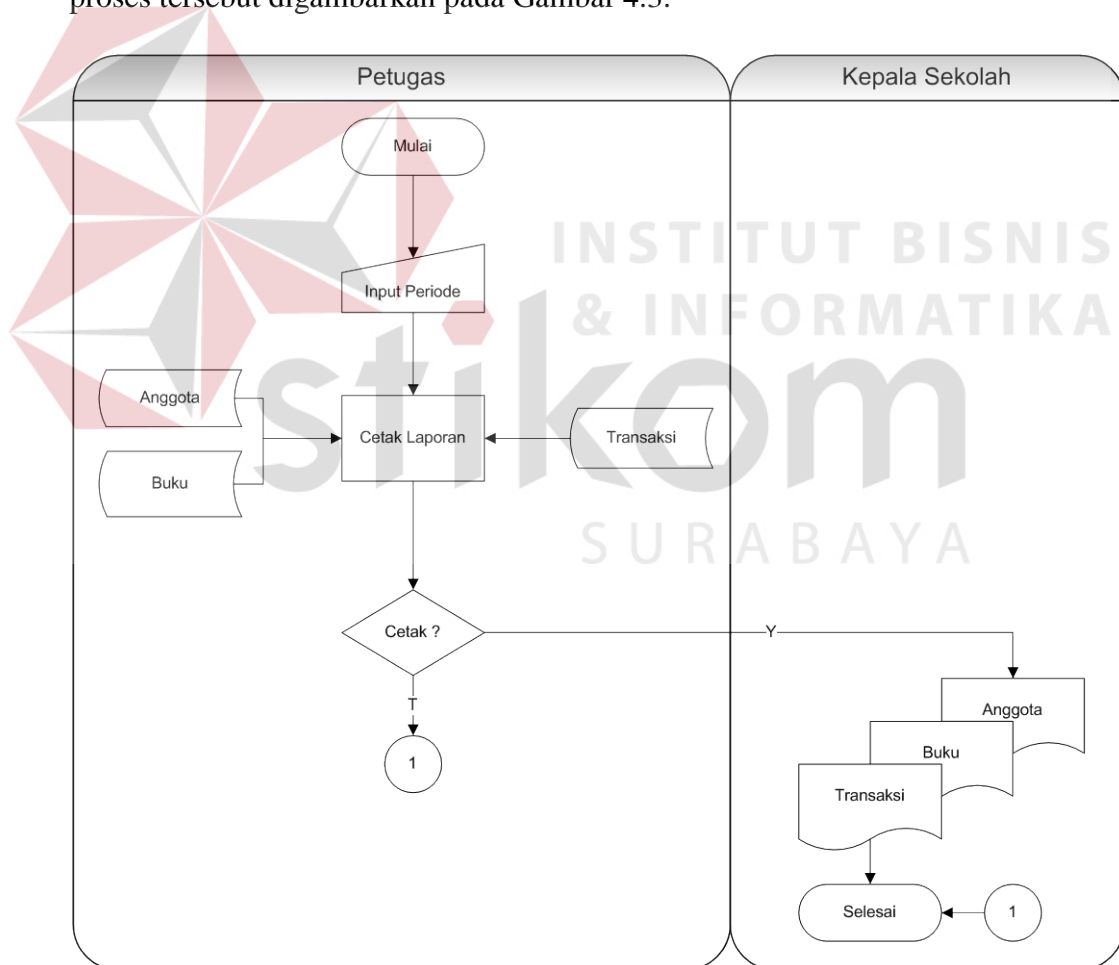 proses tersebut digambarkan pada Gambar 4.3.
Petugas
Kepala Sekolah
Mulai
INSTITUT BISNIS
Input Periode
& INFORMATIKA
stikom
Anggota
Cetak Laporan
Transaksi
Buku
SURABAYA
Cetak ?
Y
T
Anggota
1
Buku
Transaksi
Selesai
1